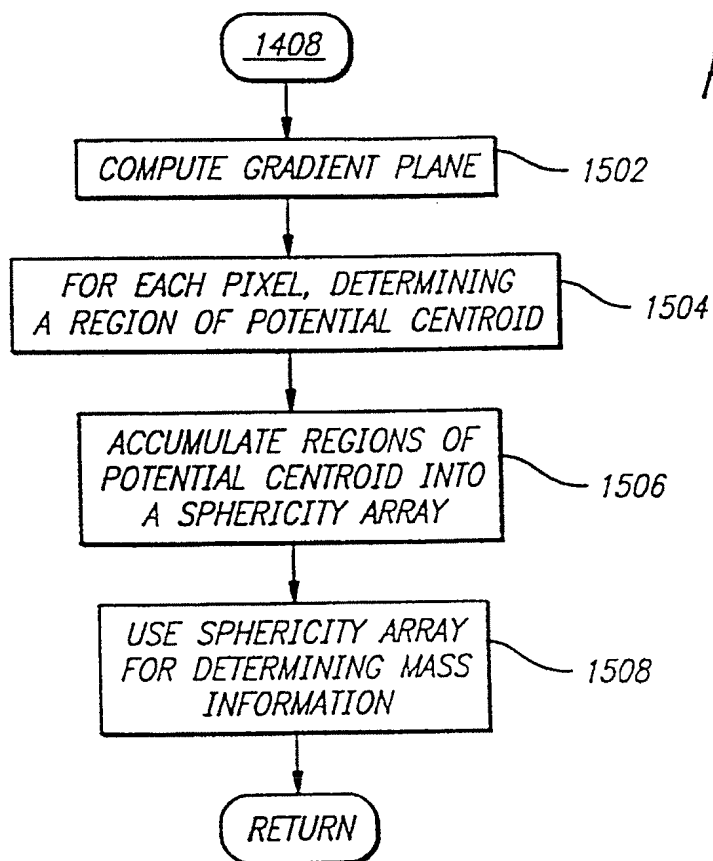 1408
COMPUTE GRADIENT PLANE
1502
FOR EACH PIXEL, DETERMINING
A REGION OF POTENTIAL CENTROID
1504
ACCUMULATE REGIONS OF
POTENTIAL CENTROID INTO
A SPHERICITY ARRAY
1506
USE SPHERICITY ARRAY
FOR DETERMINING MASS
INFORMATION
1508
RETURN